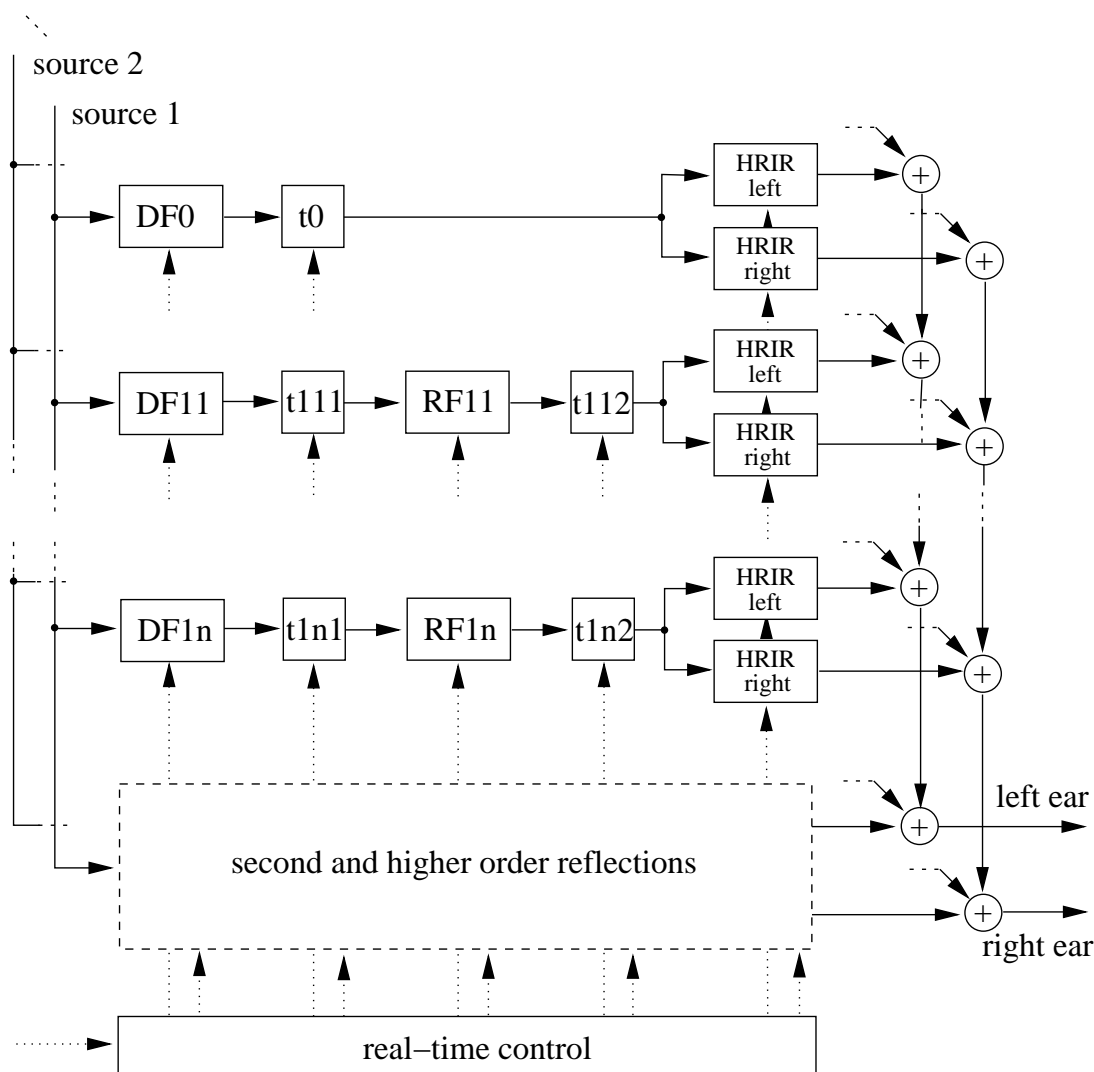 source 2
source 1
HRIR
left
+
DF0
t0
HRIR
right
+
HRIR
left
+
DF11
t111
RF11
t112
HRIR
right
+
HRIR
left
+
DF1n
t1n1
RF1n
t1n2
HRIR
right
+
left ear
+
second and higher order reflections
+
right ear
real−time control